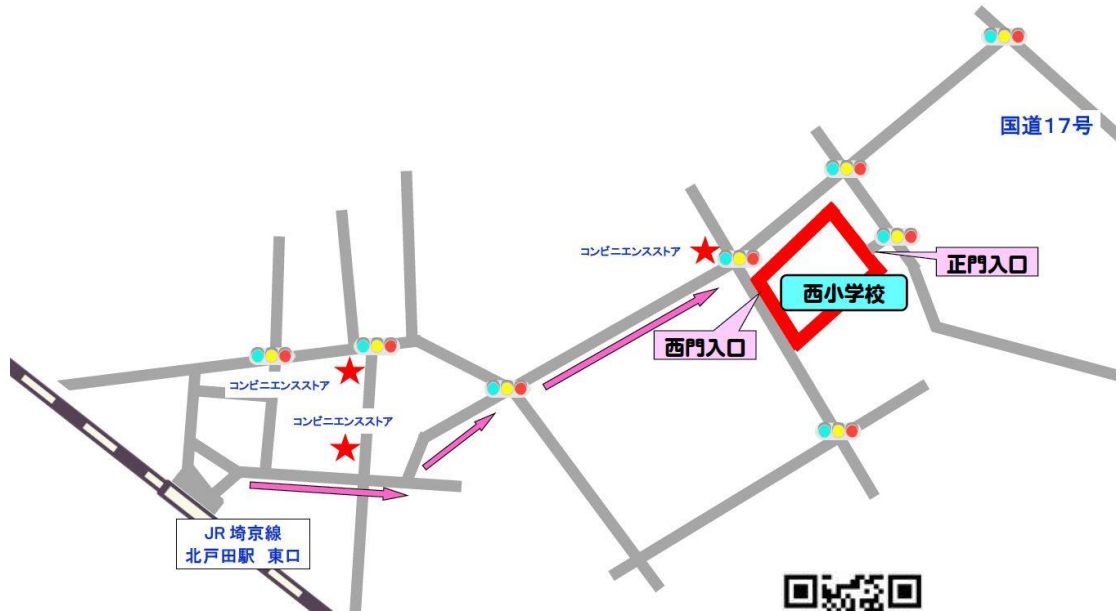 国道17号
コンビニエンスストア
正門入口
西小学校
西門入口
コンビニエンスストア
コンビニエンスストア
JR 埼京線
北戸田駅 東口